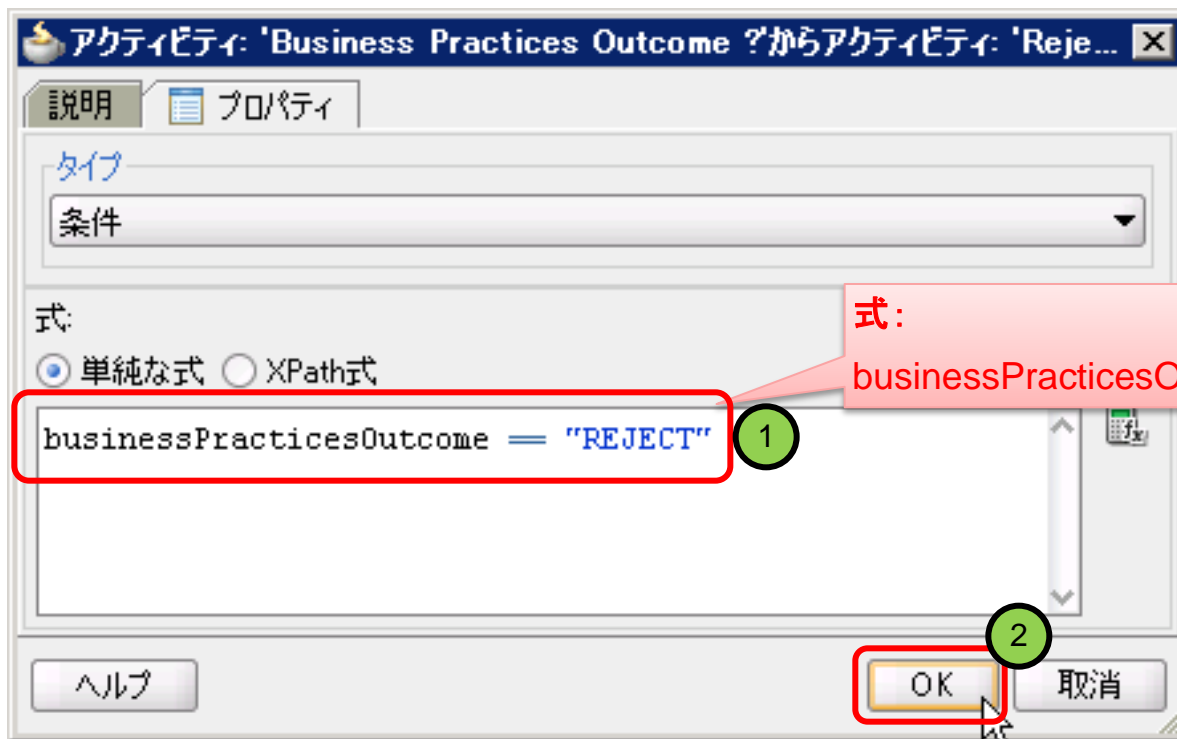 アクティビティ: 'Business Practices Outcome ?'からアクティビティ: 'Reje...
説明
プロパティ
タイプ
条件
式:
単純な式
XPath式
式:
businessPracticesO
businessPracticesOutcome == "REJECT"
1
2
ヘルプ
OK
取消